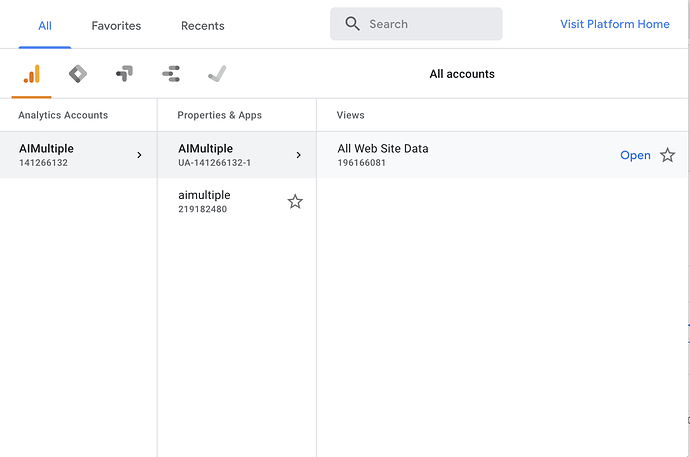 All Favorites Recents Search Visit Platform Home
All accounts
Analytics Accounts Properties & Apps Views
AIMultiple AIMultiple All Web Site Data Open
141266132 UA-141266132-1 196166081
aimultiple
219182480